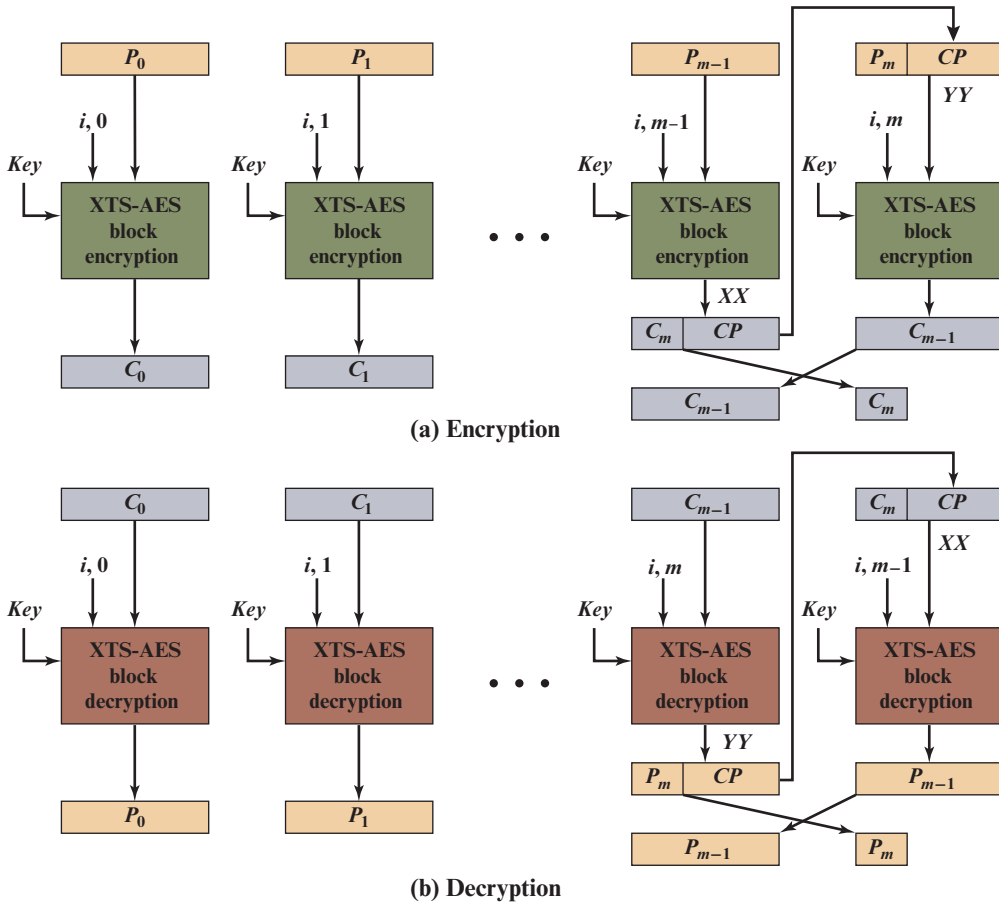 P₀ P₁ Pₘ₋₁ Pₘ CP
YY
i, 0 i, 1 i, m–1 i, m
Key Key Key Key
XTS-AES XTS-AES XTS-AES XTS-AES
block block block block
encryption encryption encryption encryption
• • •
XX
Cₘ CP Cₘ₋₁
C₀ C₁
Cₘ₋₁ Cₘ
(a) Encryption
C₀ C₁ Cₘ₋₁ Cₘ CP
XX
i, 0 i, 1 i, m i, m–1
Key Key Key Key
XTS-AES XTS-AES XTS-AES XTS-AES
block block block block
decryption decryption decryption decryption
• • •
YY
Pₘ CP Pₘ₋₁
P₀ P₁
Pₘ₋₁ Pₘ
(b) Decryption